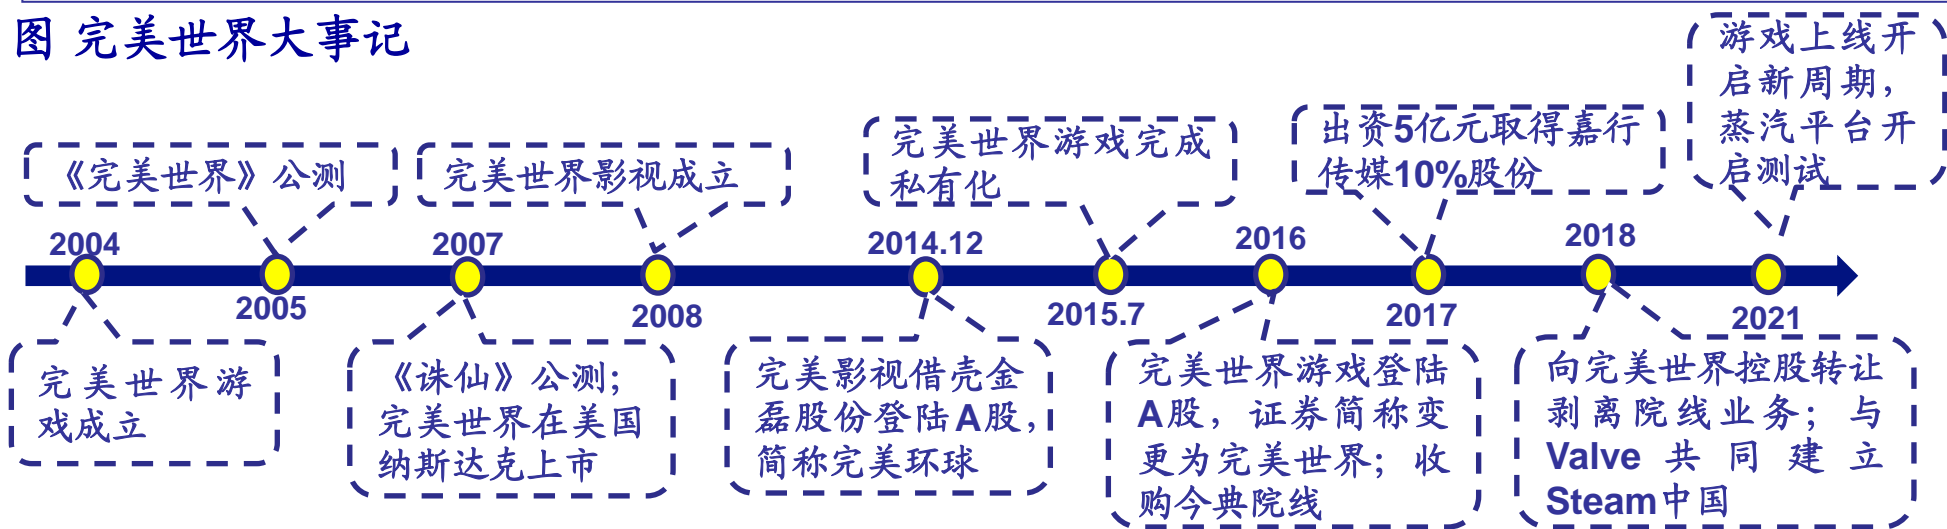 图 完美世界大事记
游戏上线开
启新周期，
蒸汽平台开
启测试
《完美世界》公测
完美世界影视成立
完美世界游戏完成
私有化
出资5亿元取得嘉行
传媒10%股份
2004
2007
2014.12
2016
2018
2005
2008
2015.7
2017
2021
完美世界游
戏成立
《诛仙》公测；
完美世界在美国
纳斯达克上市
完美影视借壳金
磊股份登陆A股，
简称完美环球
完美世界游戏登陆
A股，证券简称变
更为完美世界；收
购今典院线
向完美世界控股转让
剥离院线业务；与
Valve共同建立
Steam中国